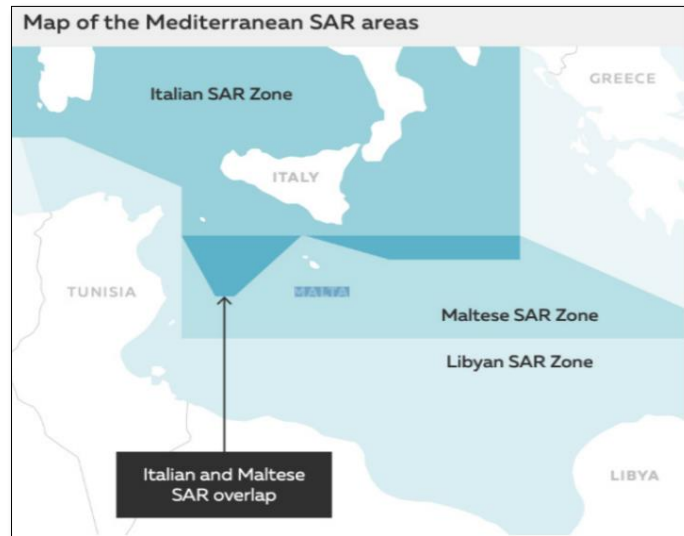 Map of the Mediterranean SAR areas
Italian SAR Zone
GREECE
ITALY
TUNISIA
MALTA
Maltese SAR Zone
Libyan SAR Zone
Italian and Maltese
SAR overlap
LIBYA